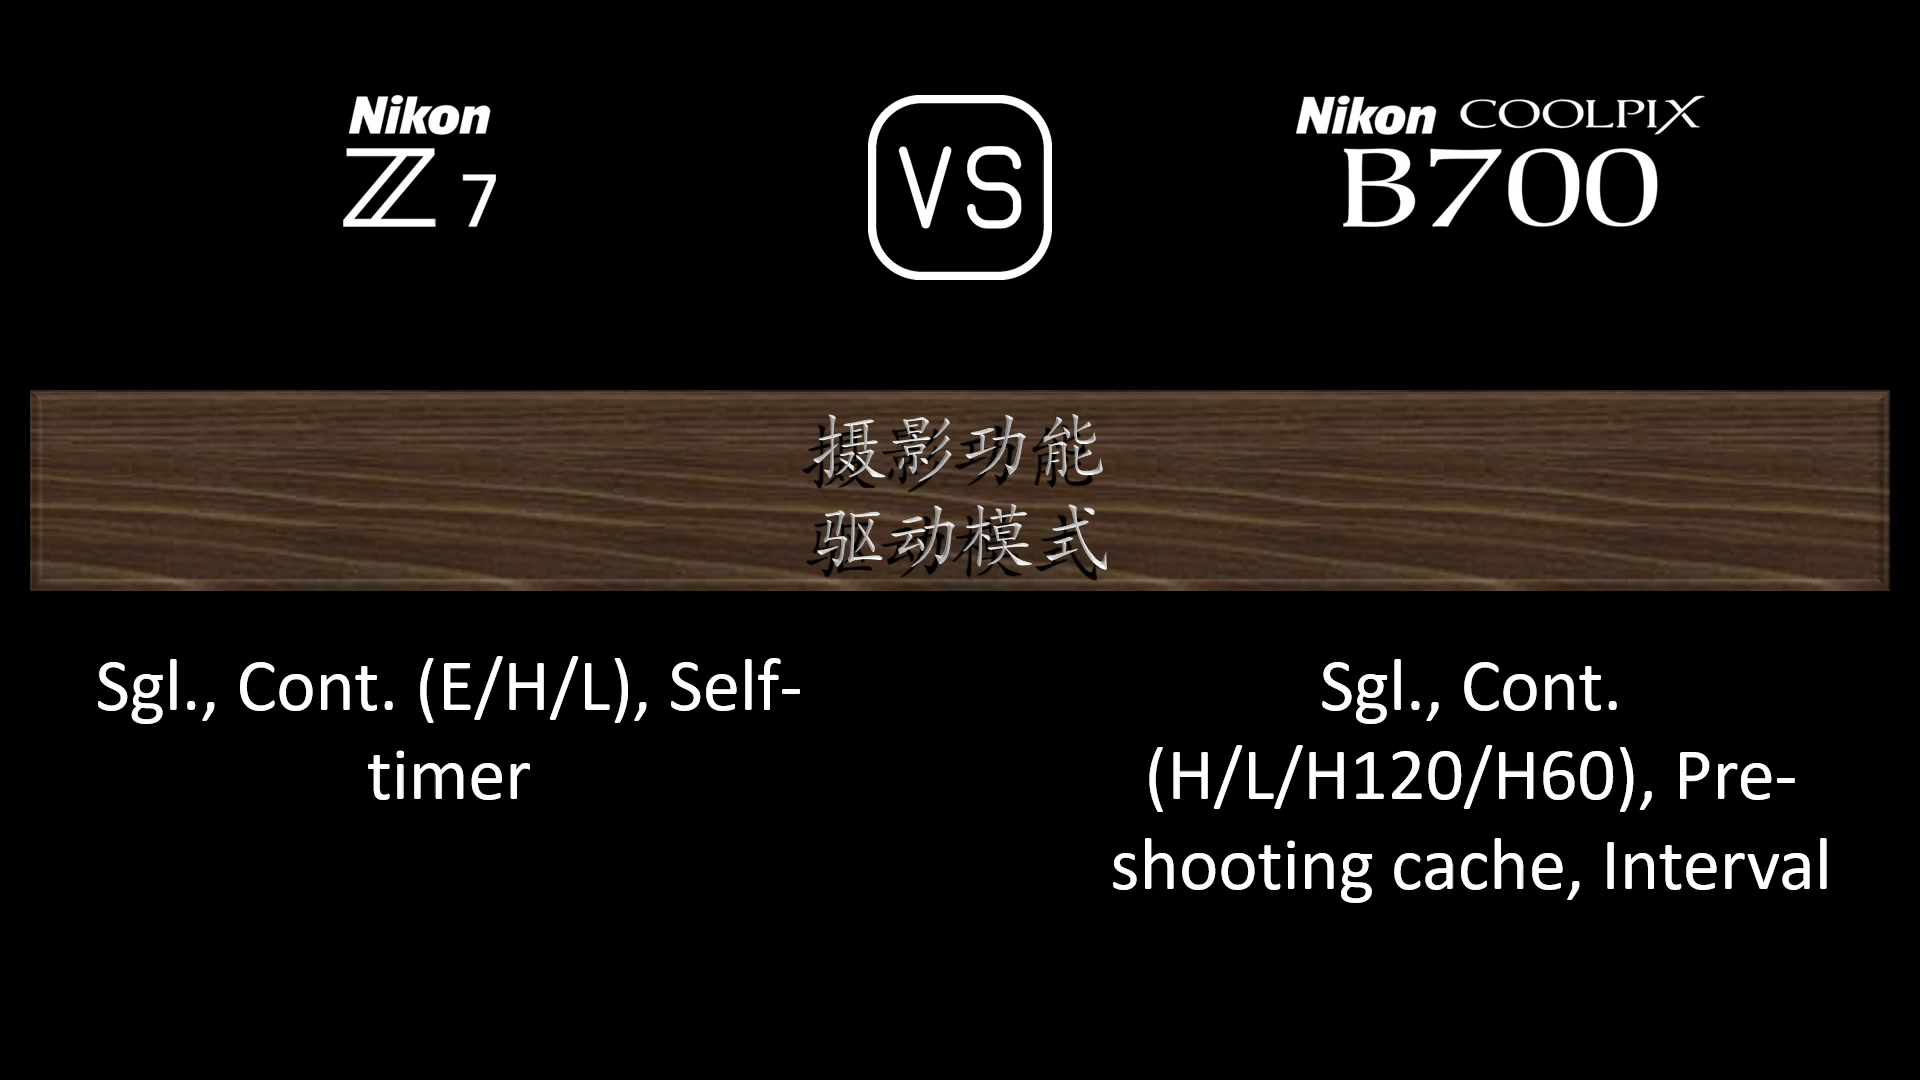 Nikon
Z 7
VS
Nikon COOLPIX
B700
摄影功能
驱动模式
Sgl., Cont. (E/H/L), Self-
timer
Sgl., Cont.
(H/L/H120/H60), Pre-
shooting cache, Interval